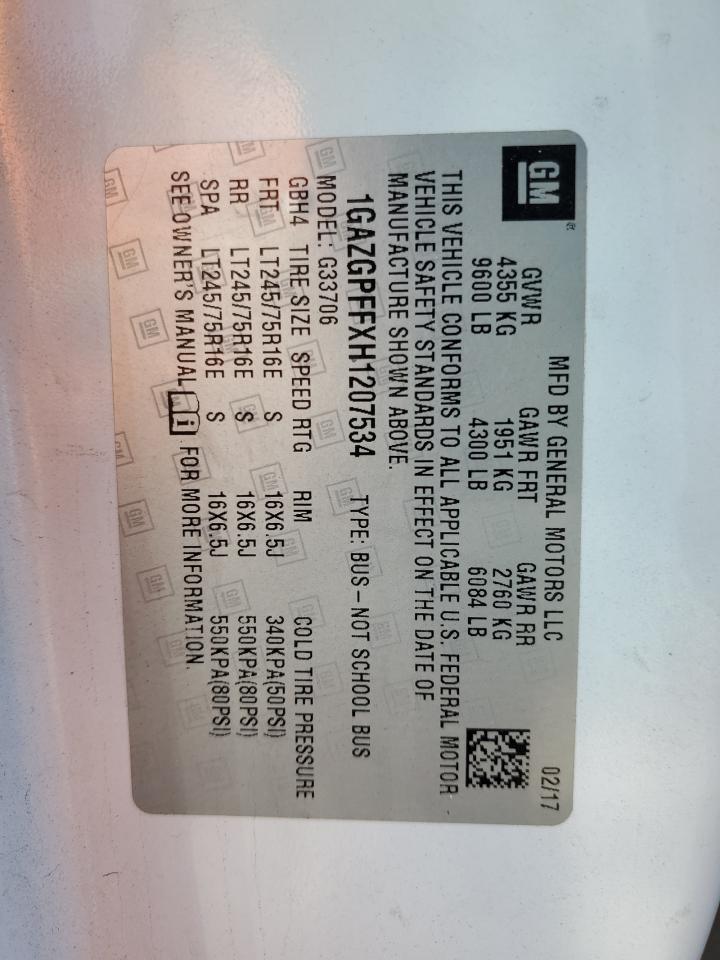 GM
MFD BY GENERAL MOTORS LLC 02/17
GVWR GAWR FRT GAWR RR
4355 KG 1951 KG 2760 KG
9600 LB 4300 LB 6084 LB
THIS VEHICLE CONFORMS TO ALL APPLICABLE U.S. FEDERAL MOTOR
VEHICLE SAFETY STANDARDS IN EFFECT ON THE DATE OF
MANUFACTURE SHOWN ABOVE.
1GAZGPFFXH1207534 TYPE: BUS – NOT SCHOOL BUS
MODEL: G33706
GBH4 TIRE SIZE SPEED RTG RIM COLD TIRE PRESSURE
FRT LT245/75R16E S 16X6.5J 340KPA(50PSI)
RR LT245/75R16E S 16X6.5J 550KPA(80PSI)
SPA LT245/75R16E S 16X6.5J 550KPA(80PSI)
SEE OWNER'S MANUAL i FOR MORE INFORMATION.